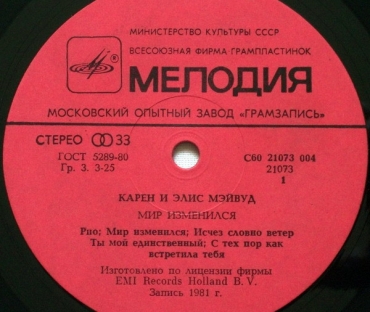 МИНИСТЕРСТВО КУЛЬТУРЫ СССР
ВСЕСОЮЗНАЯ ФИРМА ГРАМПЛАСТИНОК
МЕЛОДИЯ
МОСКОВСКИЙ ОПЫТНЫЙ ЗАВОД «ГРАМЗАПИСЬ»
СТЕРЕО 33
ГОСТ 5289-80
Гр. 3. 3-25
С60 21073 004
21073
1
КАРЕН И ЭЛИС МЭЙВУД
МИР ИЗМЕНИЛСЯ
Рио; Мир изменился; Исчез словно ветер
Ты мой единственный; С тех пор как
встретила тебя
Изготовлено по лицензии фирмы
EMI Records Holland B. V.
Запись 1981 г.